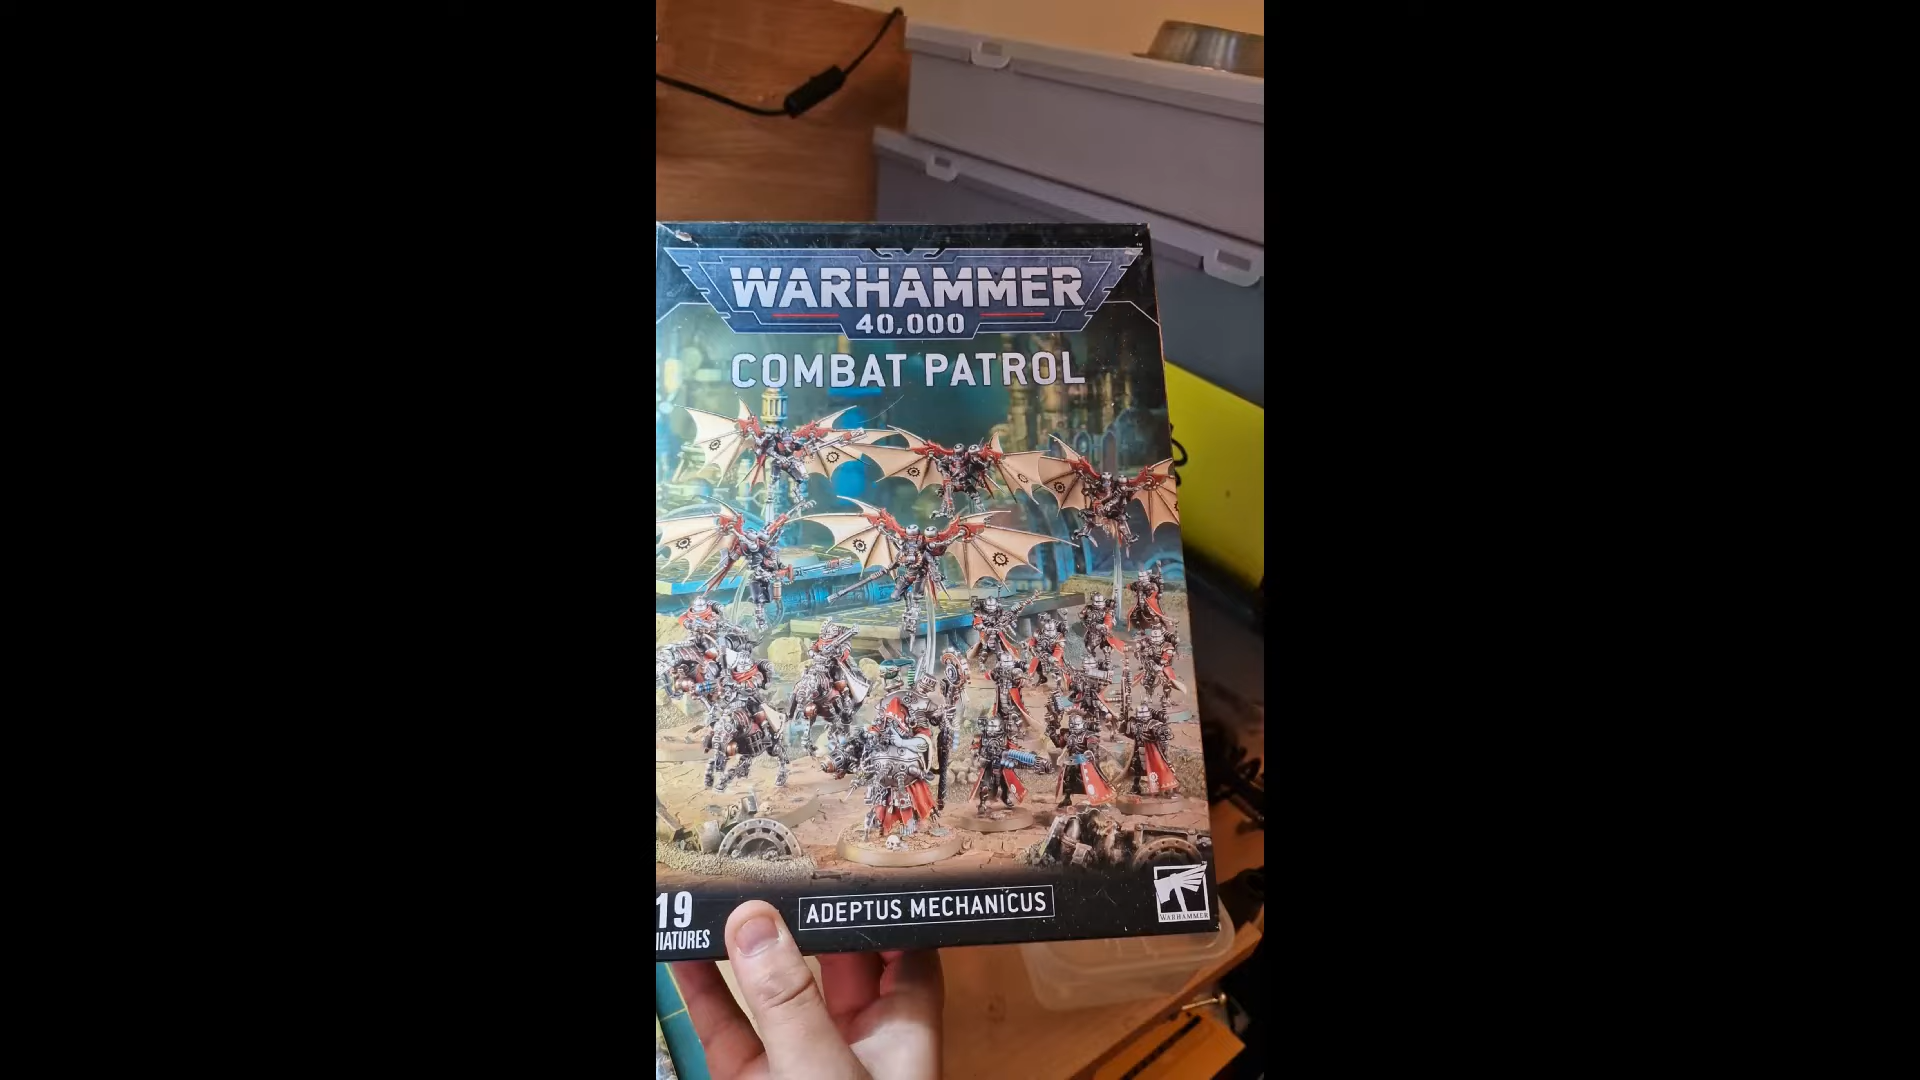 WARHAMMER
40,000
COMBAT PATROL
19
IATURES
ADEPTUS MECHANICUS
WARHAMMER